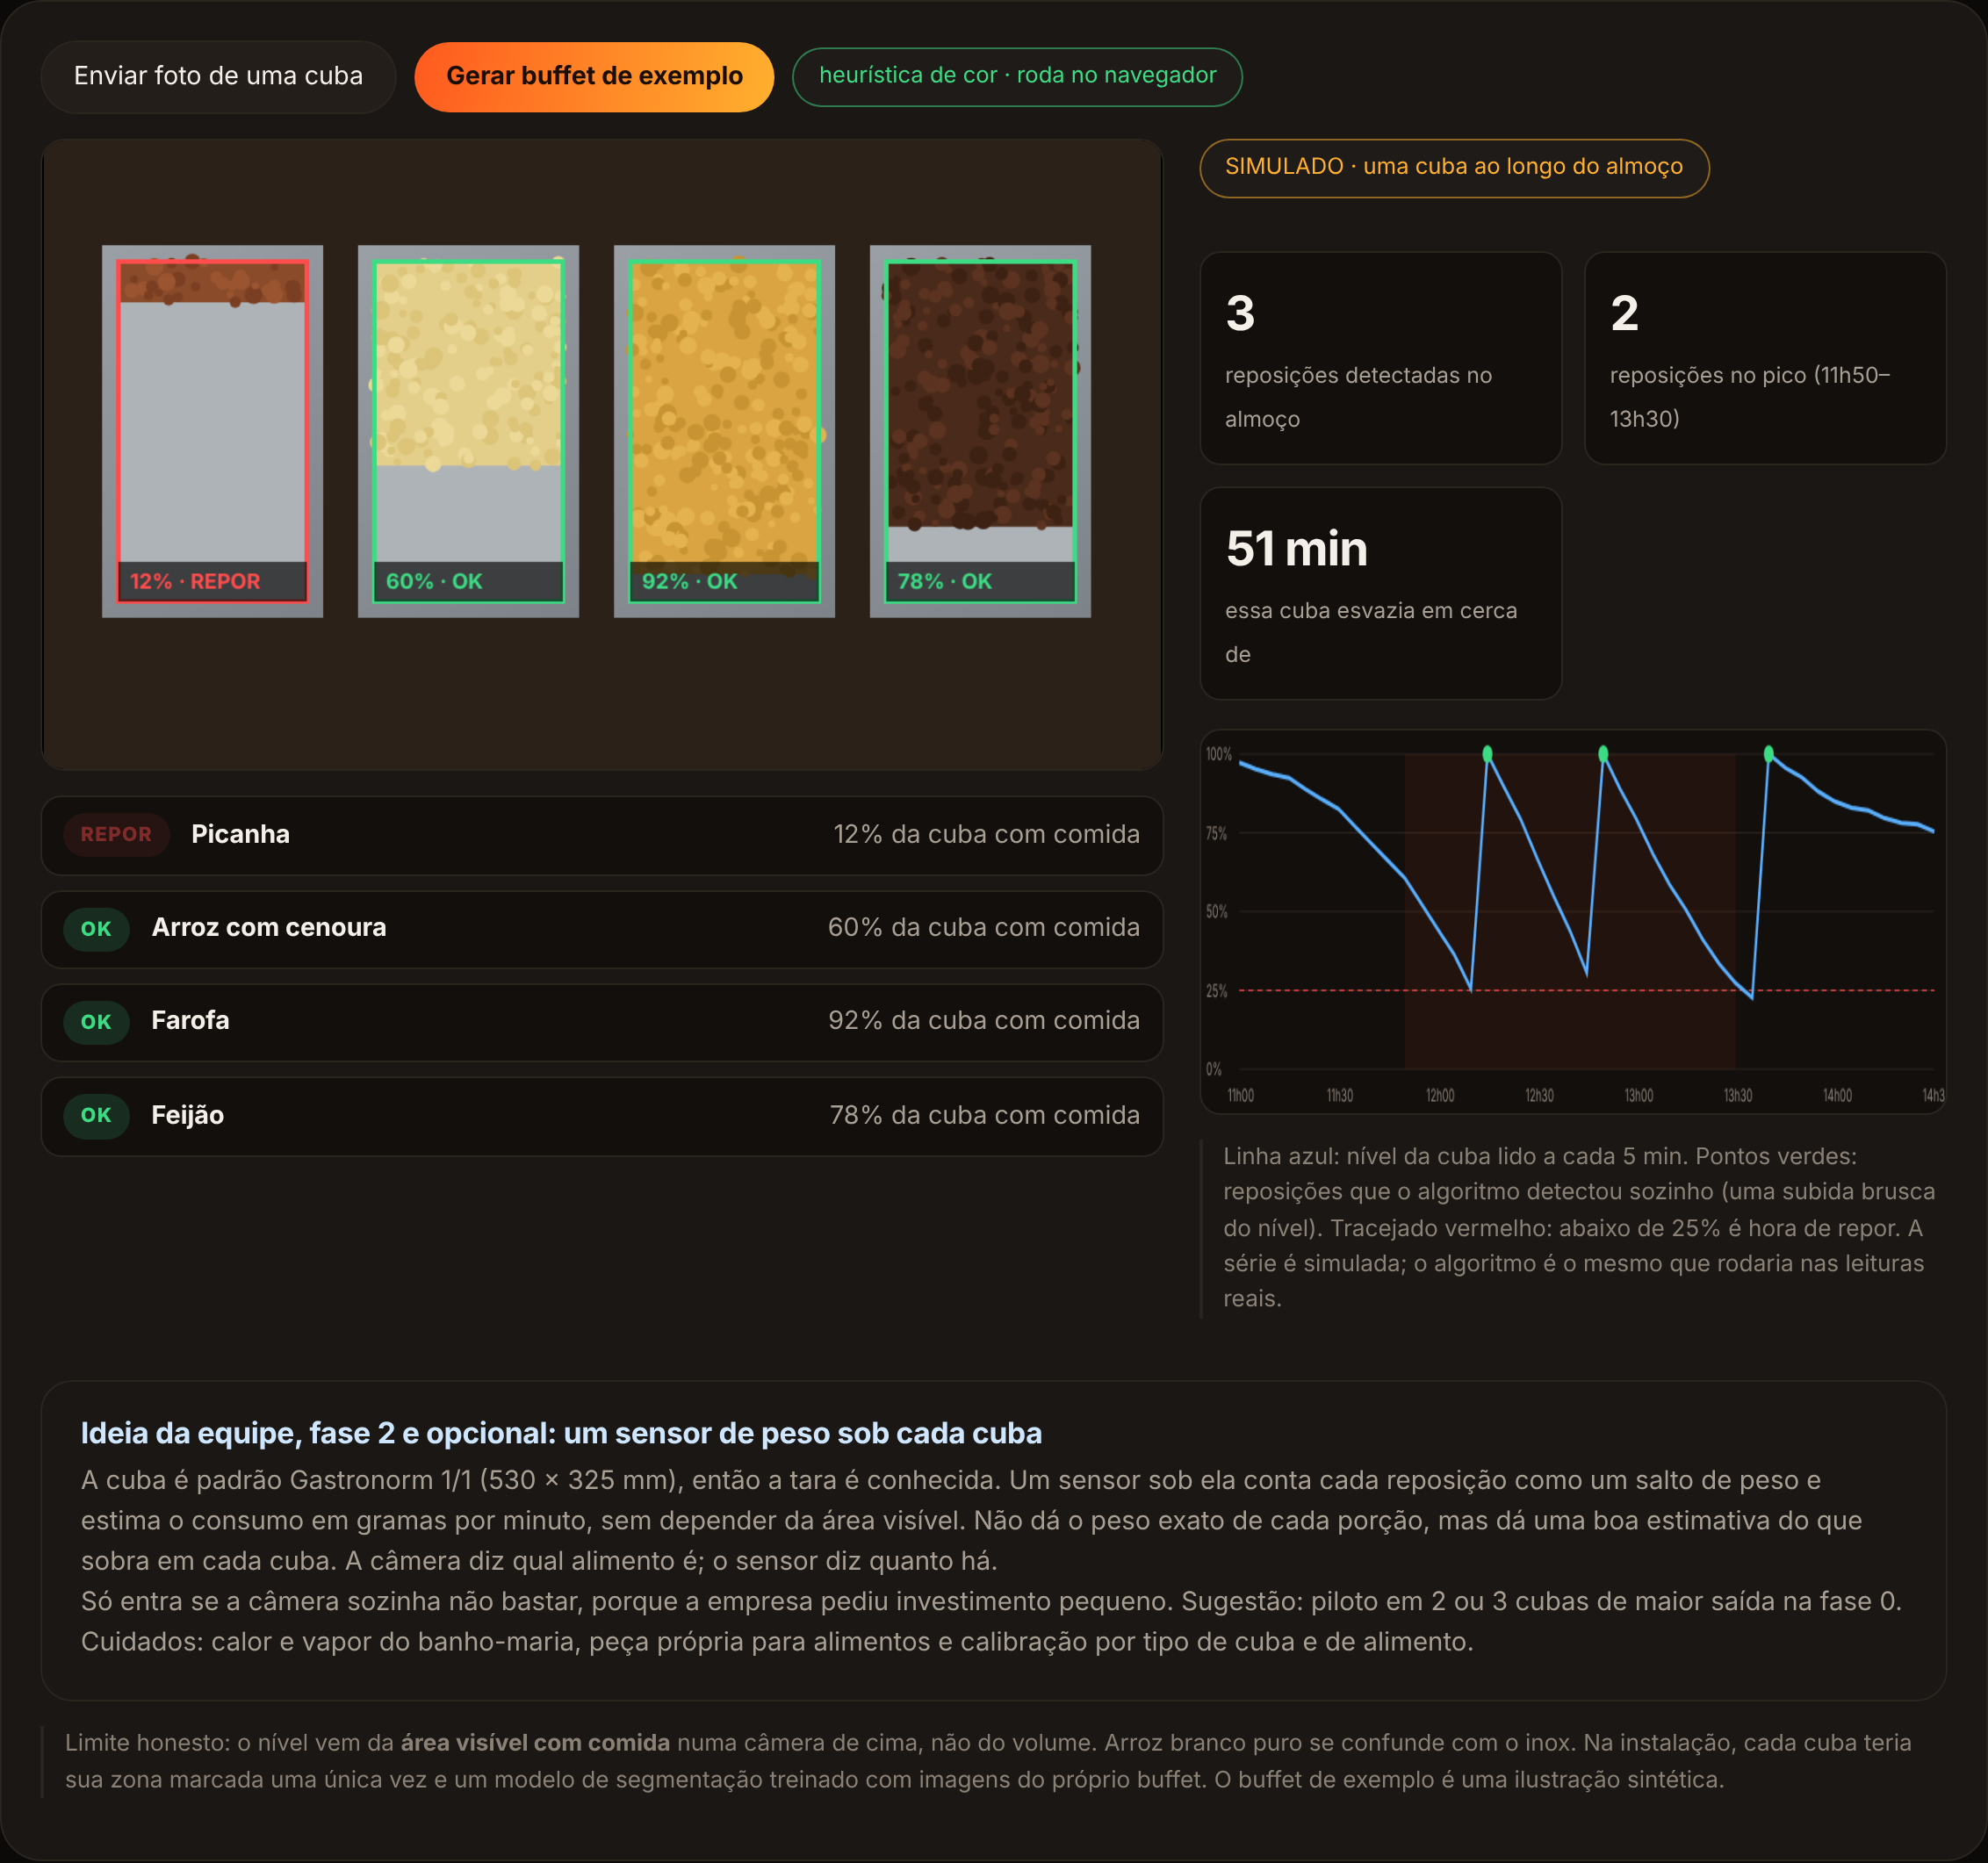 Enviar foto de uma cuba
Gerar buffet de exemplo
heurística de cor · roda no navegador
12% · REPOR
60% · OK
92% · OK
78% · OK
REPOR Picanha 12% da cuba com comida
OK Arroz com cenoura 60% da cuba com comida
OK Farofa 92% da cuba com comida
OK Feijão 78% da cuba com comida
SIMULADO · uma cuba ao longo do almoço
3
reposições detectadas no
almoço
2
reposições no pico (11h50–
13h30)
51 min
essa cuba esvazia em cerca
de
100%
75%
50%
25%
0%
11h00 11h30 12h00 12h30 13h00 13h30 14h00 14h3
Linha azul: nível da cuba lido a cada 5 min. Pontos verdes:
reposições que o algoritmo detectou sozinho (uma subida brusca
do nível). Tracejado vermelho: abaixo de 25% é hora de repor. A
série é simulada; o algoritmo é o mesmo que rodaria nas leituras
reais.
Ideia da equipe, fase 2 e opcional: um sensor de peso sob cada cuba
A cuba é padrão Gastronorm 1/1 (530 × 325 mm), então a tara é conhecida. Um sensor sob ela conta cada reposição como um salto de peso e
estima o consumo em gramas por minuto, sem depender da área visível. Não dá o peso exato de cada porção, mas dá uma boa estimativa do que
sobra em cada cuba. A câmera diz qual alimento é; o sensor diz quanto há.
Só entra se a câmera sozinha não bastar, porque a empresa pediu investimento pequeno. Sugestão: piloto em 2 ou 3 cubas de maior saída na fase 0.
Cuidados: calor e vapor do banho-maria, peça própria para alimentos e calibração por tipo de cuba e de alimento.
Limite honesto: o nível vem da área visível com comida numa câmera de cima, não do volume. Arroz branco puro se confunde com o inox. Na instalação, cada cuba teria
sua zona marcada uma única vez e um modelo de segmentação treinado com imagens do próprio buffet. O buffet de exemplo é uma ilustração sintética.